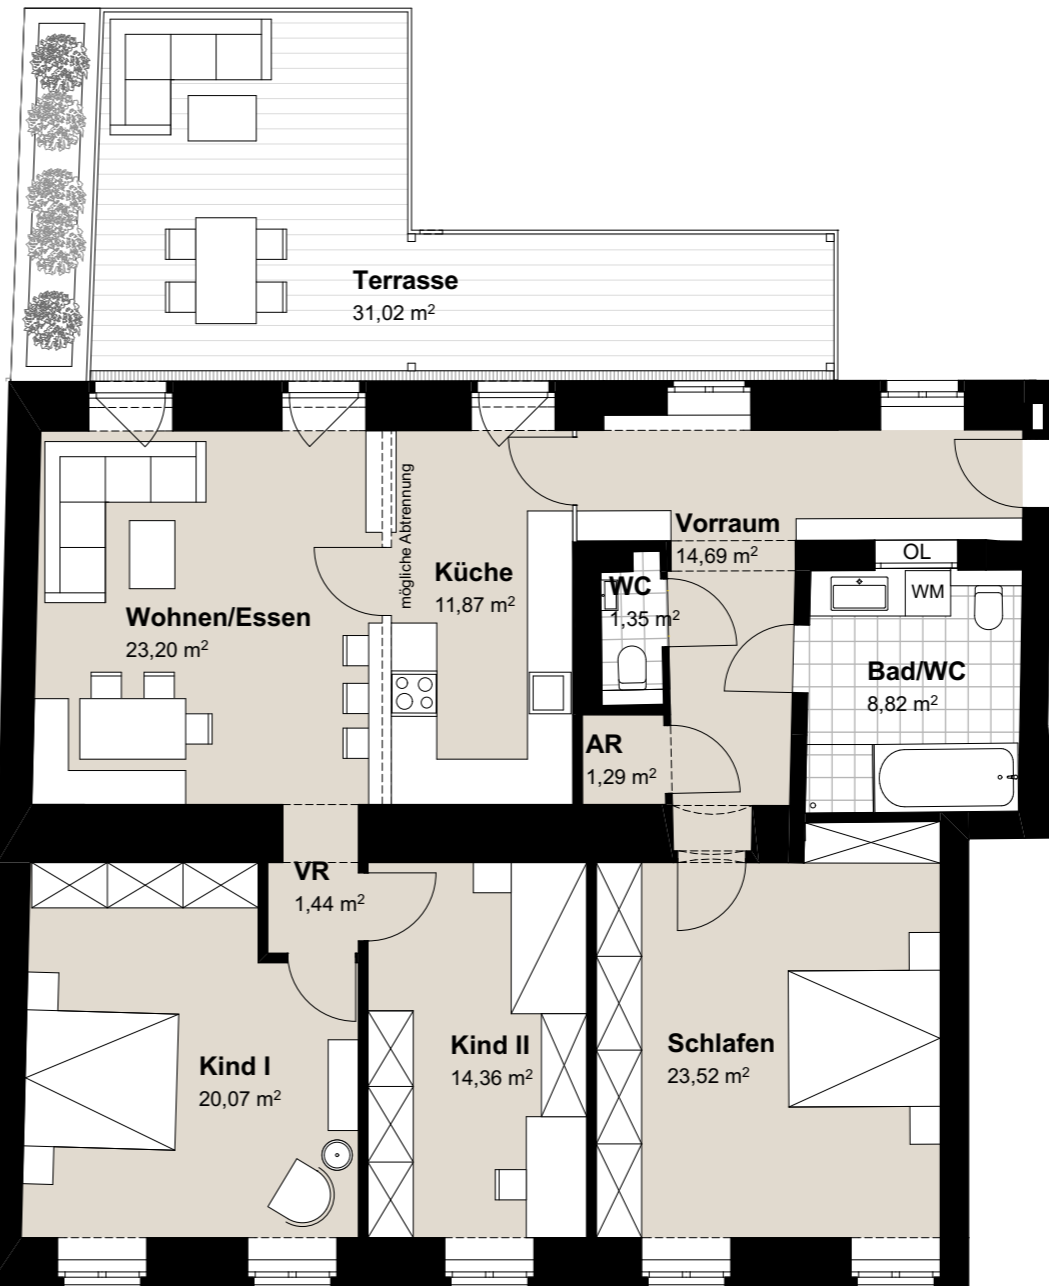 Terrasse
31,02 m²
mögliche Abtrennung
Vorraum
14,69 m²
OL
WM
Küche
11,87 m²
WC
1,35 m²
Wohnen/Essen
23,20 m²
Bad/WC
8,82 m²
AR
1,29 m²
VR
1,44 m²
Kind I
20,07 m²
Kind II
14,36 m²
Schlafen
23,52 m²